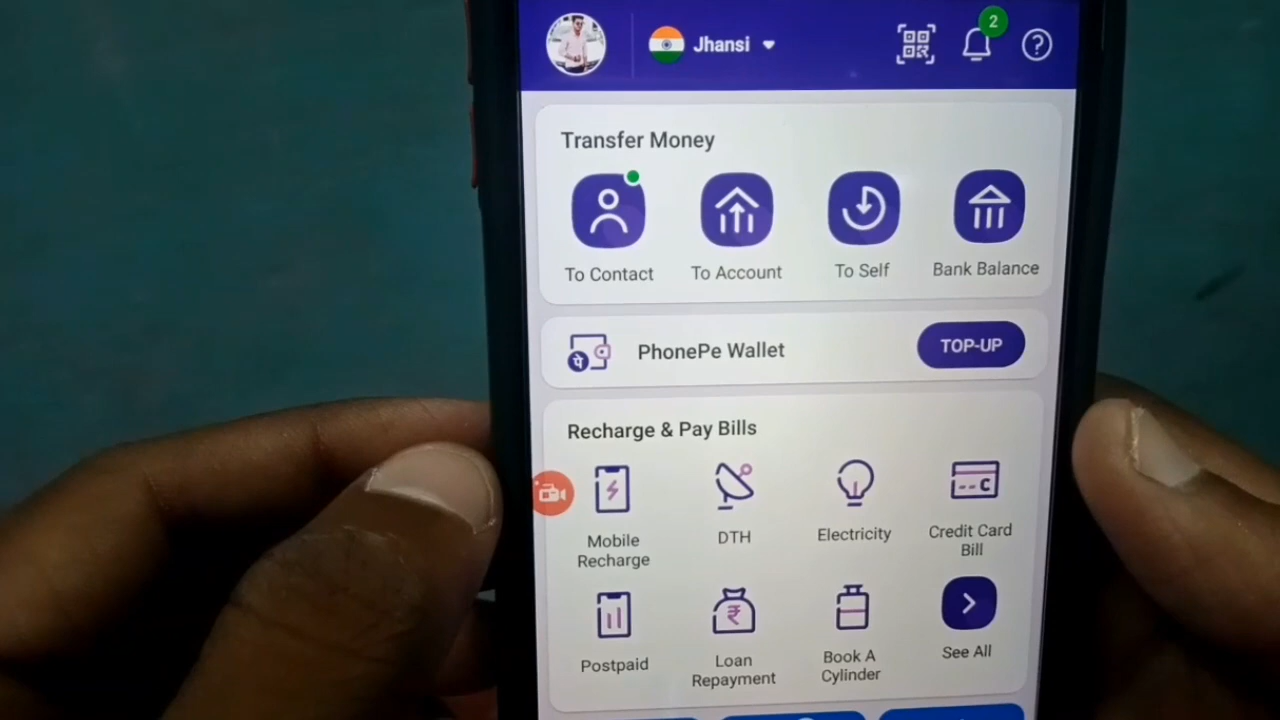 Jhansi
2
?
Transfer Money
To Contact
To Account
To Self
Bank Balance
पे
PhonePe Wallet
TOP-UP
Recharge & Pay Bills
Mobile
Recharge
DTH
Electricity
Credit Card
Bill
--C
Postpaid
₹
Loan
Repayment
Book A
Cylinder
See All